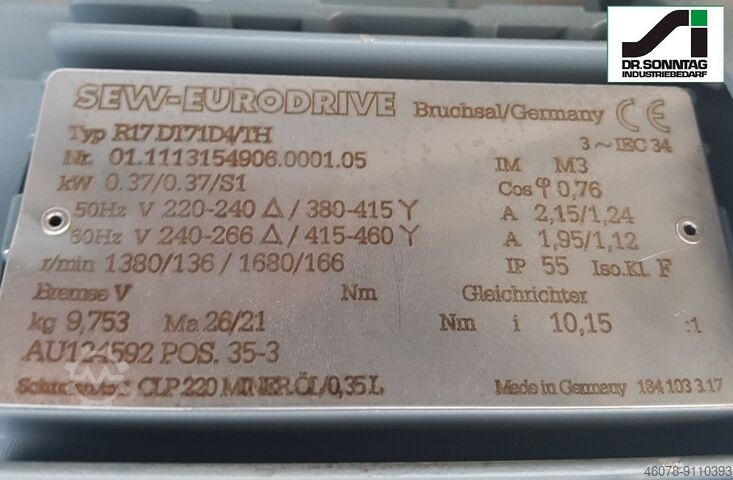 DR.SONNTAG
INDUSTRIEBEDARF
SEW-EURODRIVE Bruchsal/Germany CE
Typ R17 DT71D4/TH 3 ~ IEC 34
Nr. 01.1113154906.0001.05 IM M3
kW 0.37/0.37/S1 Cos φ 0,76
50Hz V 220-240 Δ / 380-415 Y A 2,15/1,24
60Hz V 240-266 Δ / 415-460 Y A 1,95/1,12
r/min 1380/136 / 1680/166 IP 55 Iso.Kl. F
Bremse V Nm Gleichrichter
kg 9,753 Ma 26/21 Nm i 10,15 :1
AU124592 POS. 35-3
CLP 220 MINER.ÖL/0,35L Made in Germany 184 103 3.17
46078-9110393